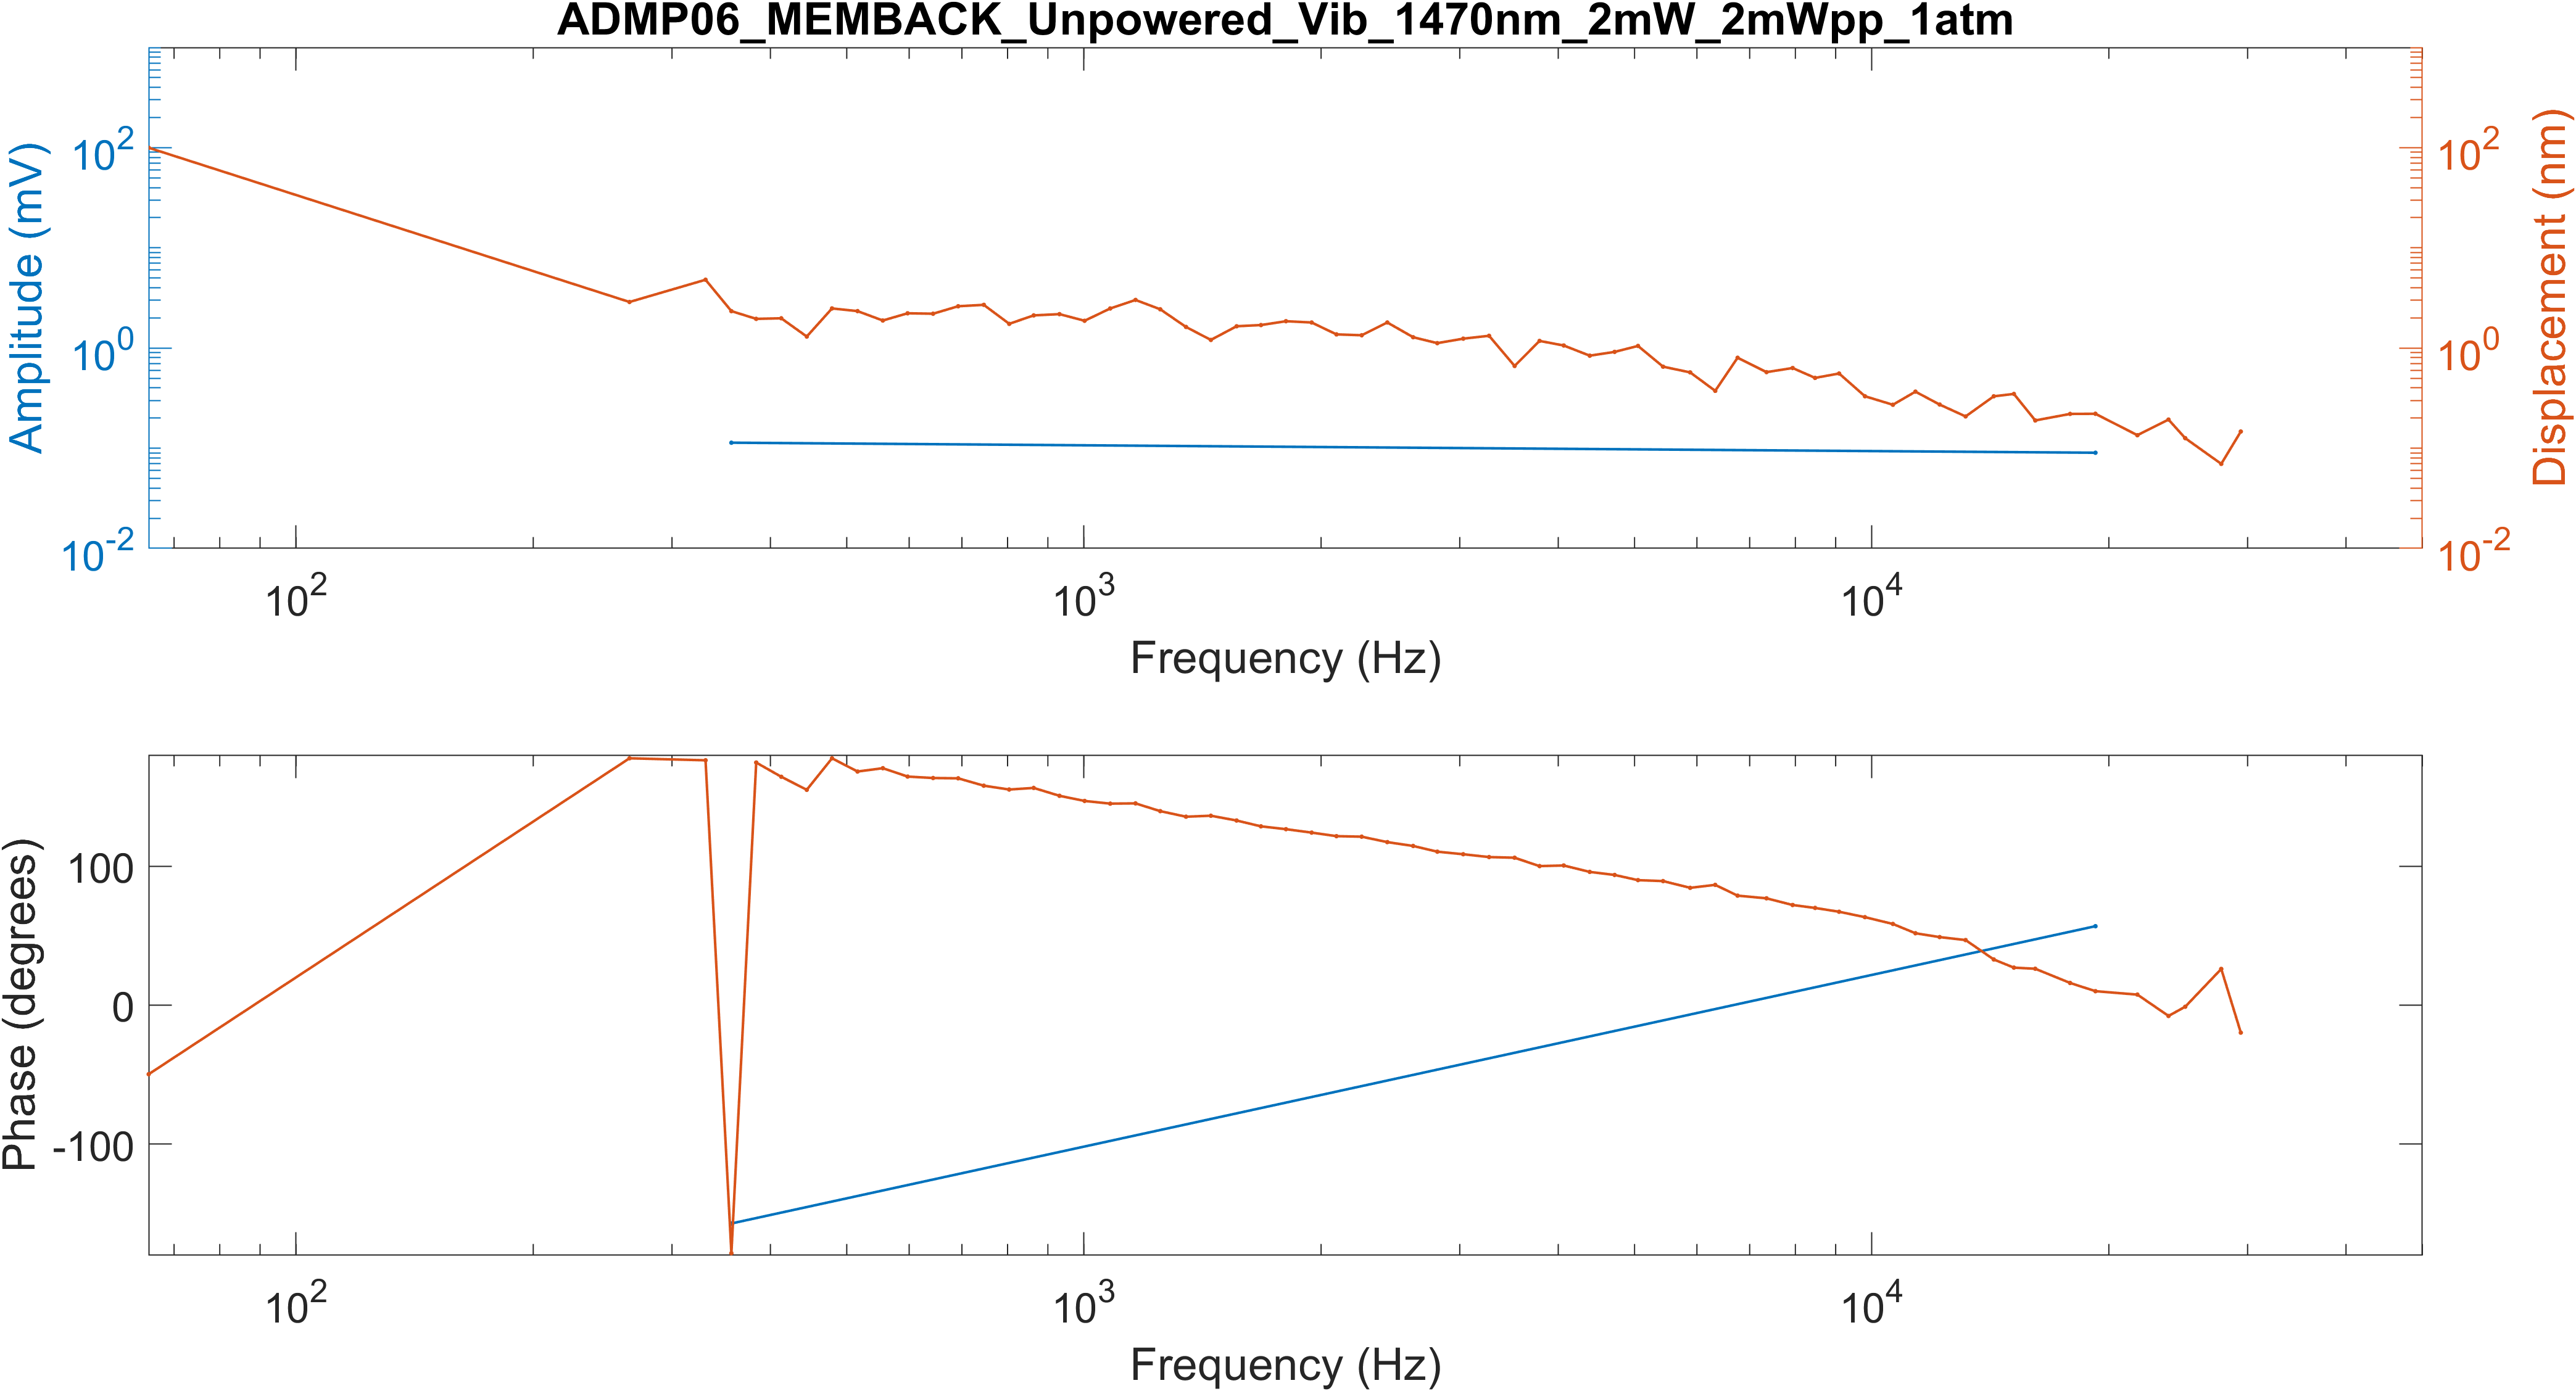 ADMP06_MEMBACK_Unpowered_Vib_1470nm_2mW_2mWpp_1atm
Amplitude (mV)
10^2
10^0
10^-2
10^2
10^0
10^-2
Displacement (nm)
10^2
10^3
10^4
Frequency (Hz)
Phase (degrees)
100
0
-100
10^2
10^3
10^4
Frequency (Hz)